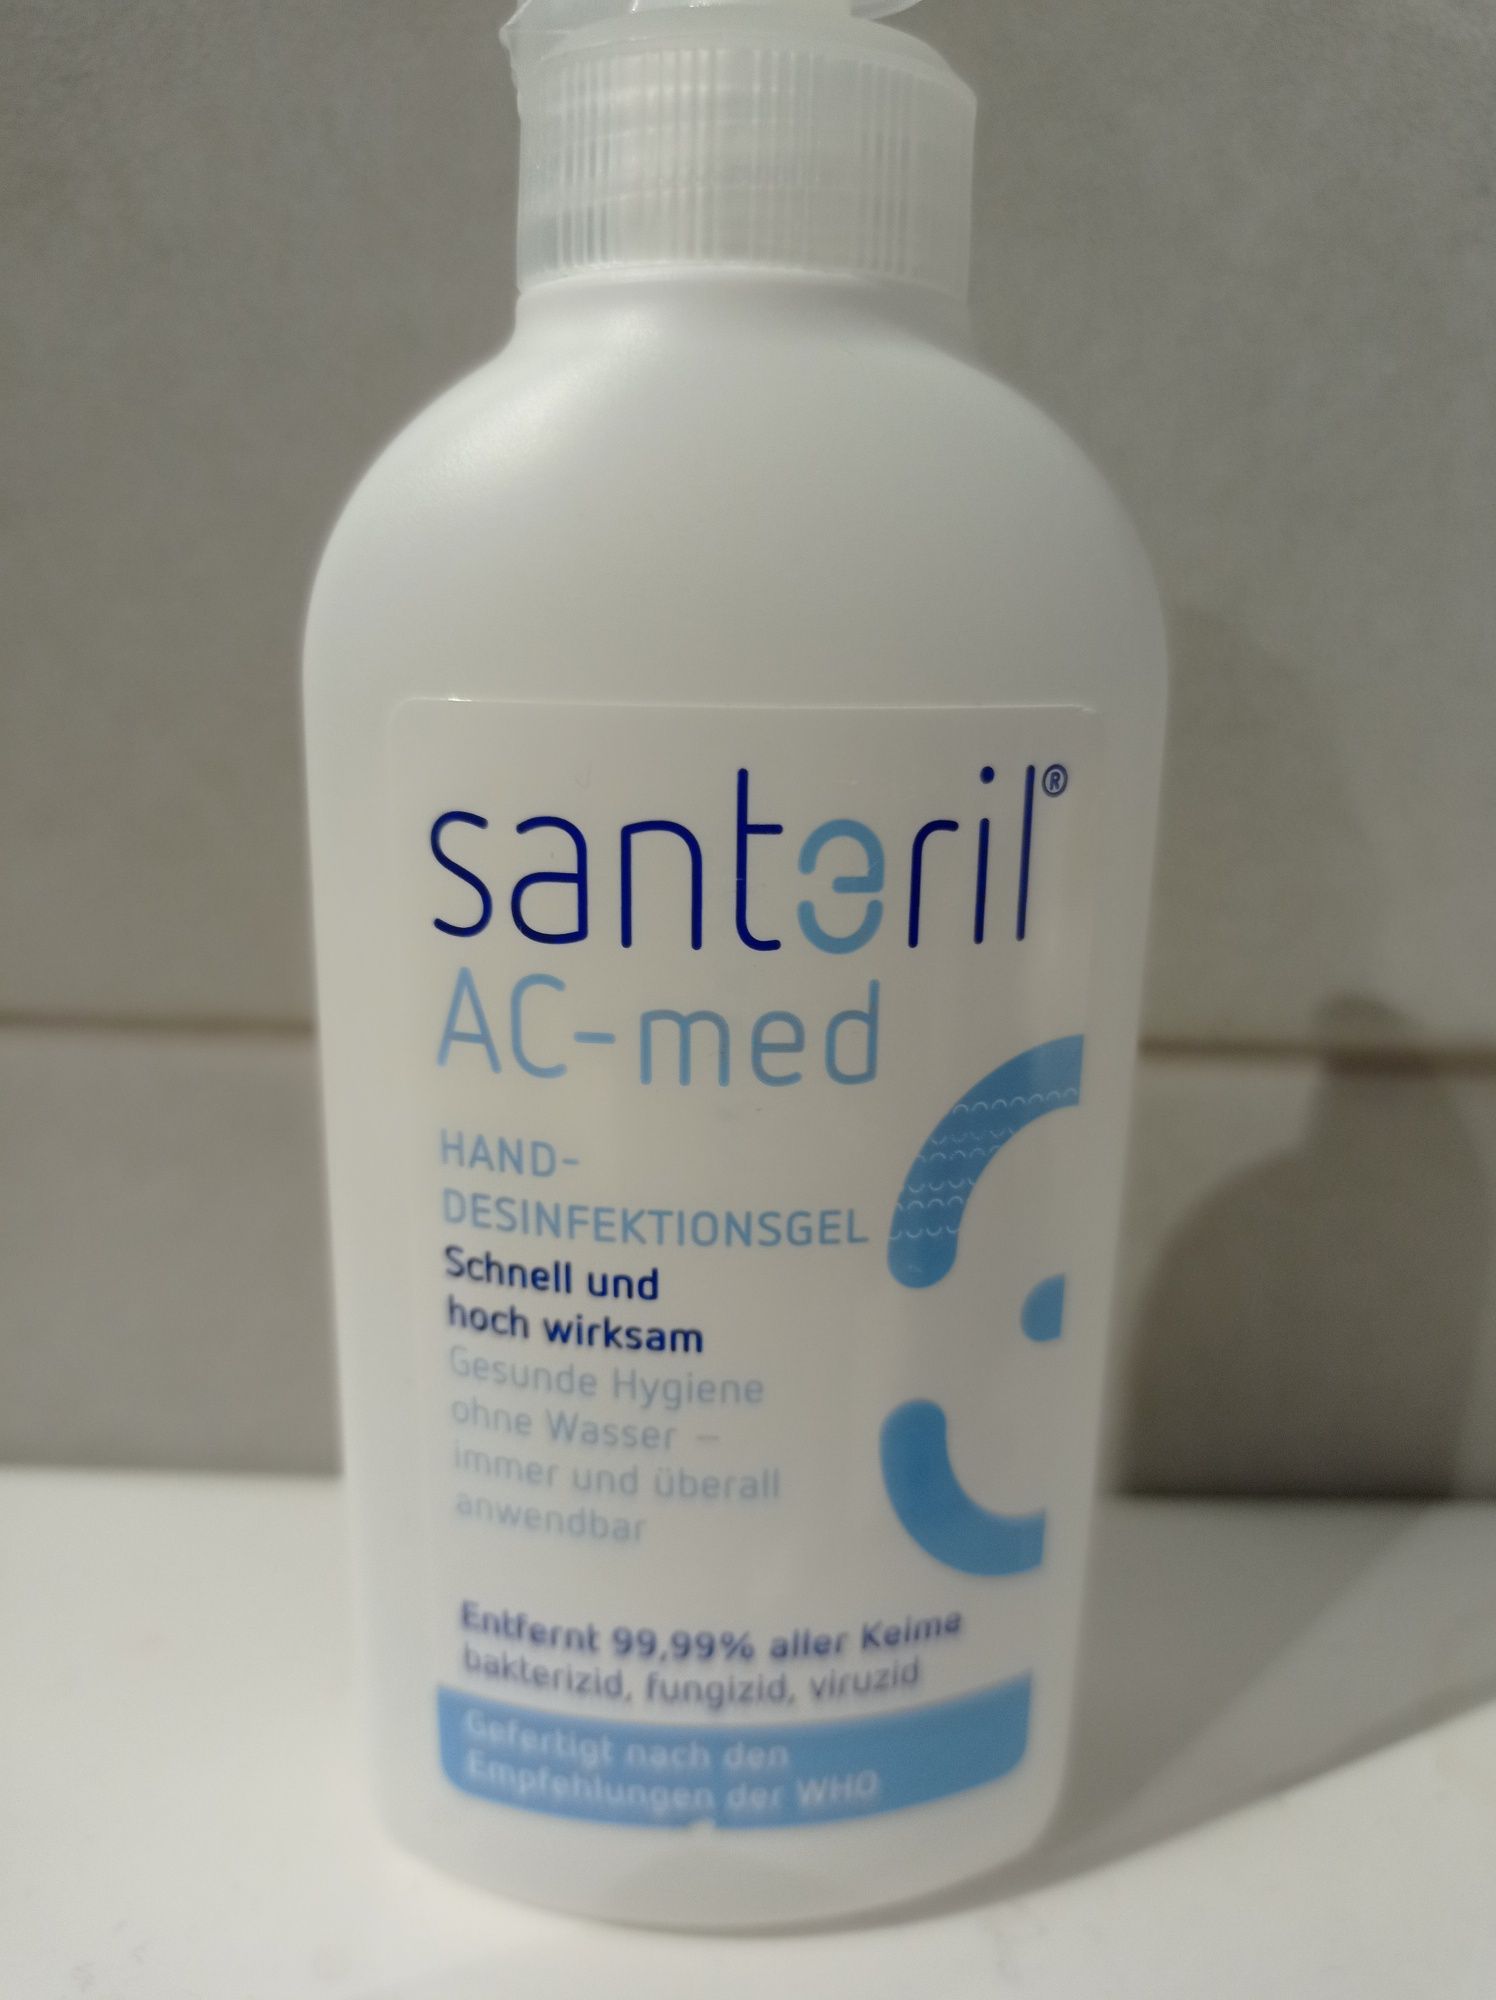 santeril®
AC-med
HAND-
DESINFEKTIONSGEL
Schnell und
hoch wirksam
Gesunde Hygiene
ohne Wasser –
immer und überall
anwendbar
Entfernt 99,99% aller Keime
bakterizid, fungizid, viruzid
Gefertigt nach den
Empfehlungen der WHO